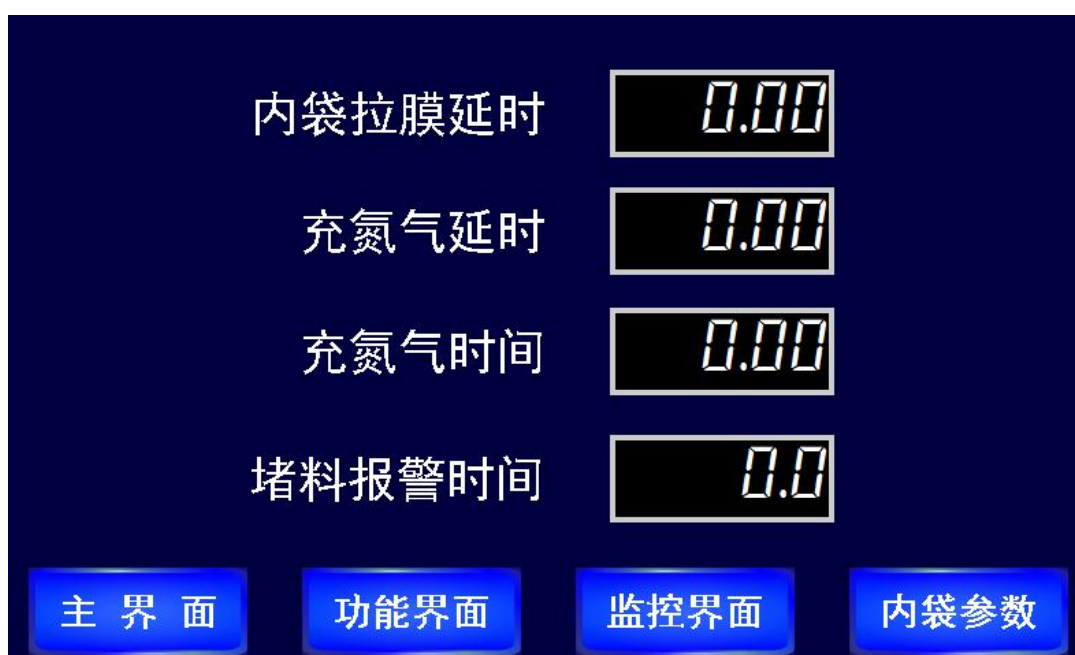 内袋拉膜延时 0.00
充氮气延时 0.00
充氮气时间 0.00
堵料报警时间 0.0
主 界 面 功能界面 监控界面 内袋参数